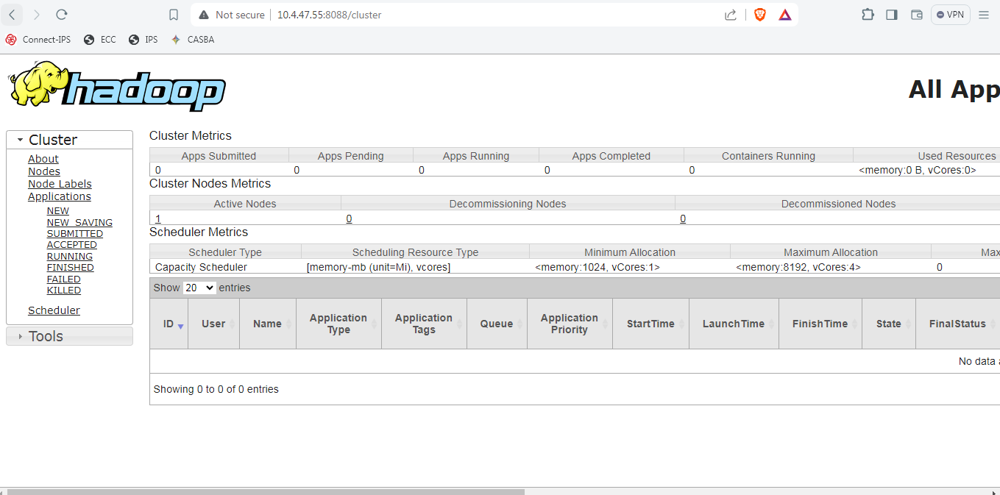 Not secure 10.4.47.55:8088/cluster VPN
Connect-IPS ECC IPS CASBA
hadoop
All App
Cluster
About
Nodes
Node Labels
Applications
NEW
NEW_SAVING
SUBMITTED
ACCEPTED
RUNNING
FINISHED
FAILED
KILLED
Scheduler
Tools
Cluster Metrics
Apps Submitted Apps Pending Apps Running Apps Completed Containers Running Used Resources
0 0 0 0 0 <memory:0 B, vCores:0>
Cluster Nodes Metrics
Active Nodes Decommissioning Nodes Decommissioned Nodes
1 0 0
Scheduler Metrics
Scheduler Type Scheduling Resource Type Minimum Allocation Maximum Allocation Max
Capacity Scheduler [memory-mb (unit=Mi), vcores] <memory:1024, vCores:1> <memory:8192, vCores:4> 0
Show 20 entries
ID User Name Application Type Application Tags Queue Application Priority StartTime LaunchTime FinishTime State FinalStatus
No data a
Showing 0 to 0 of 0 entries